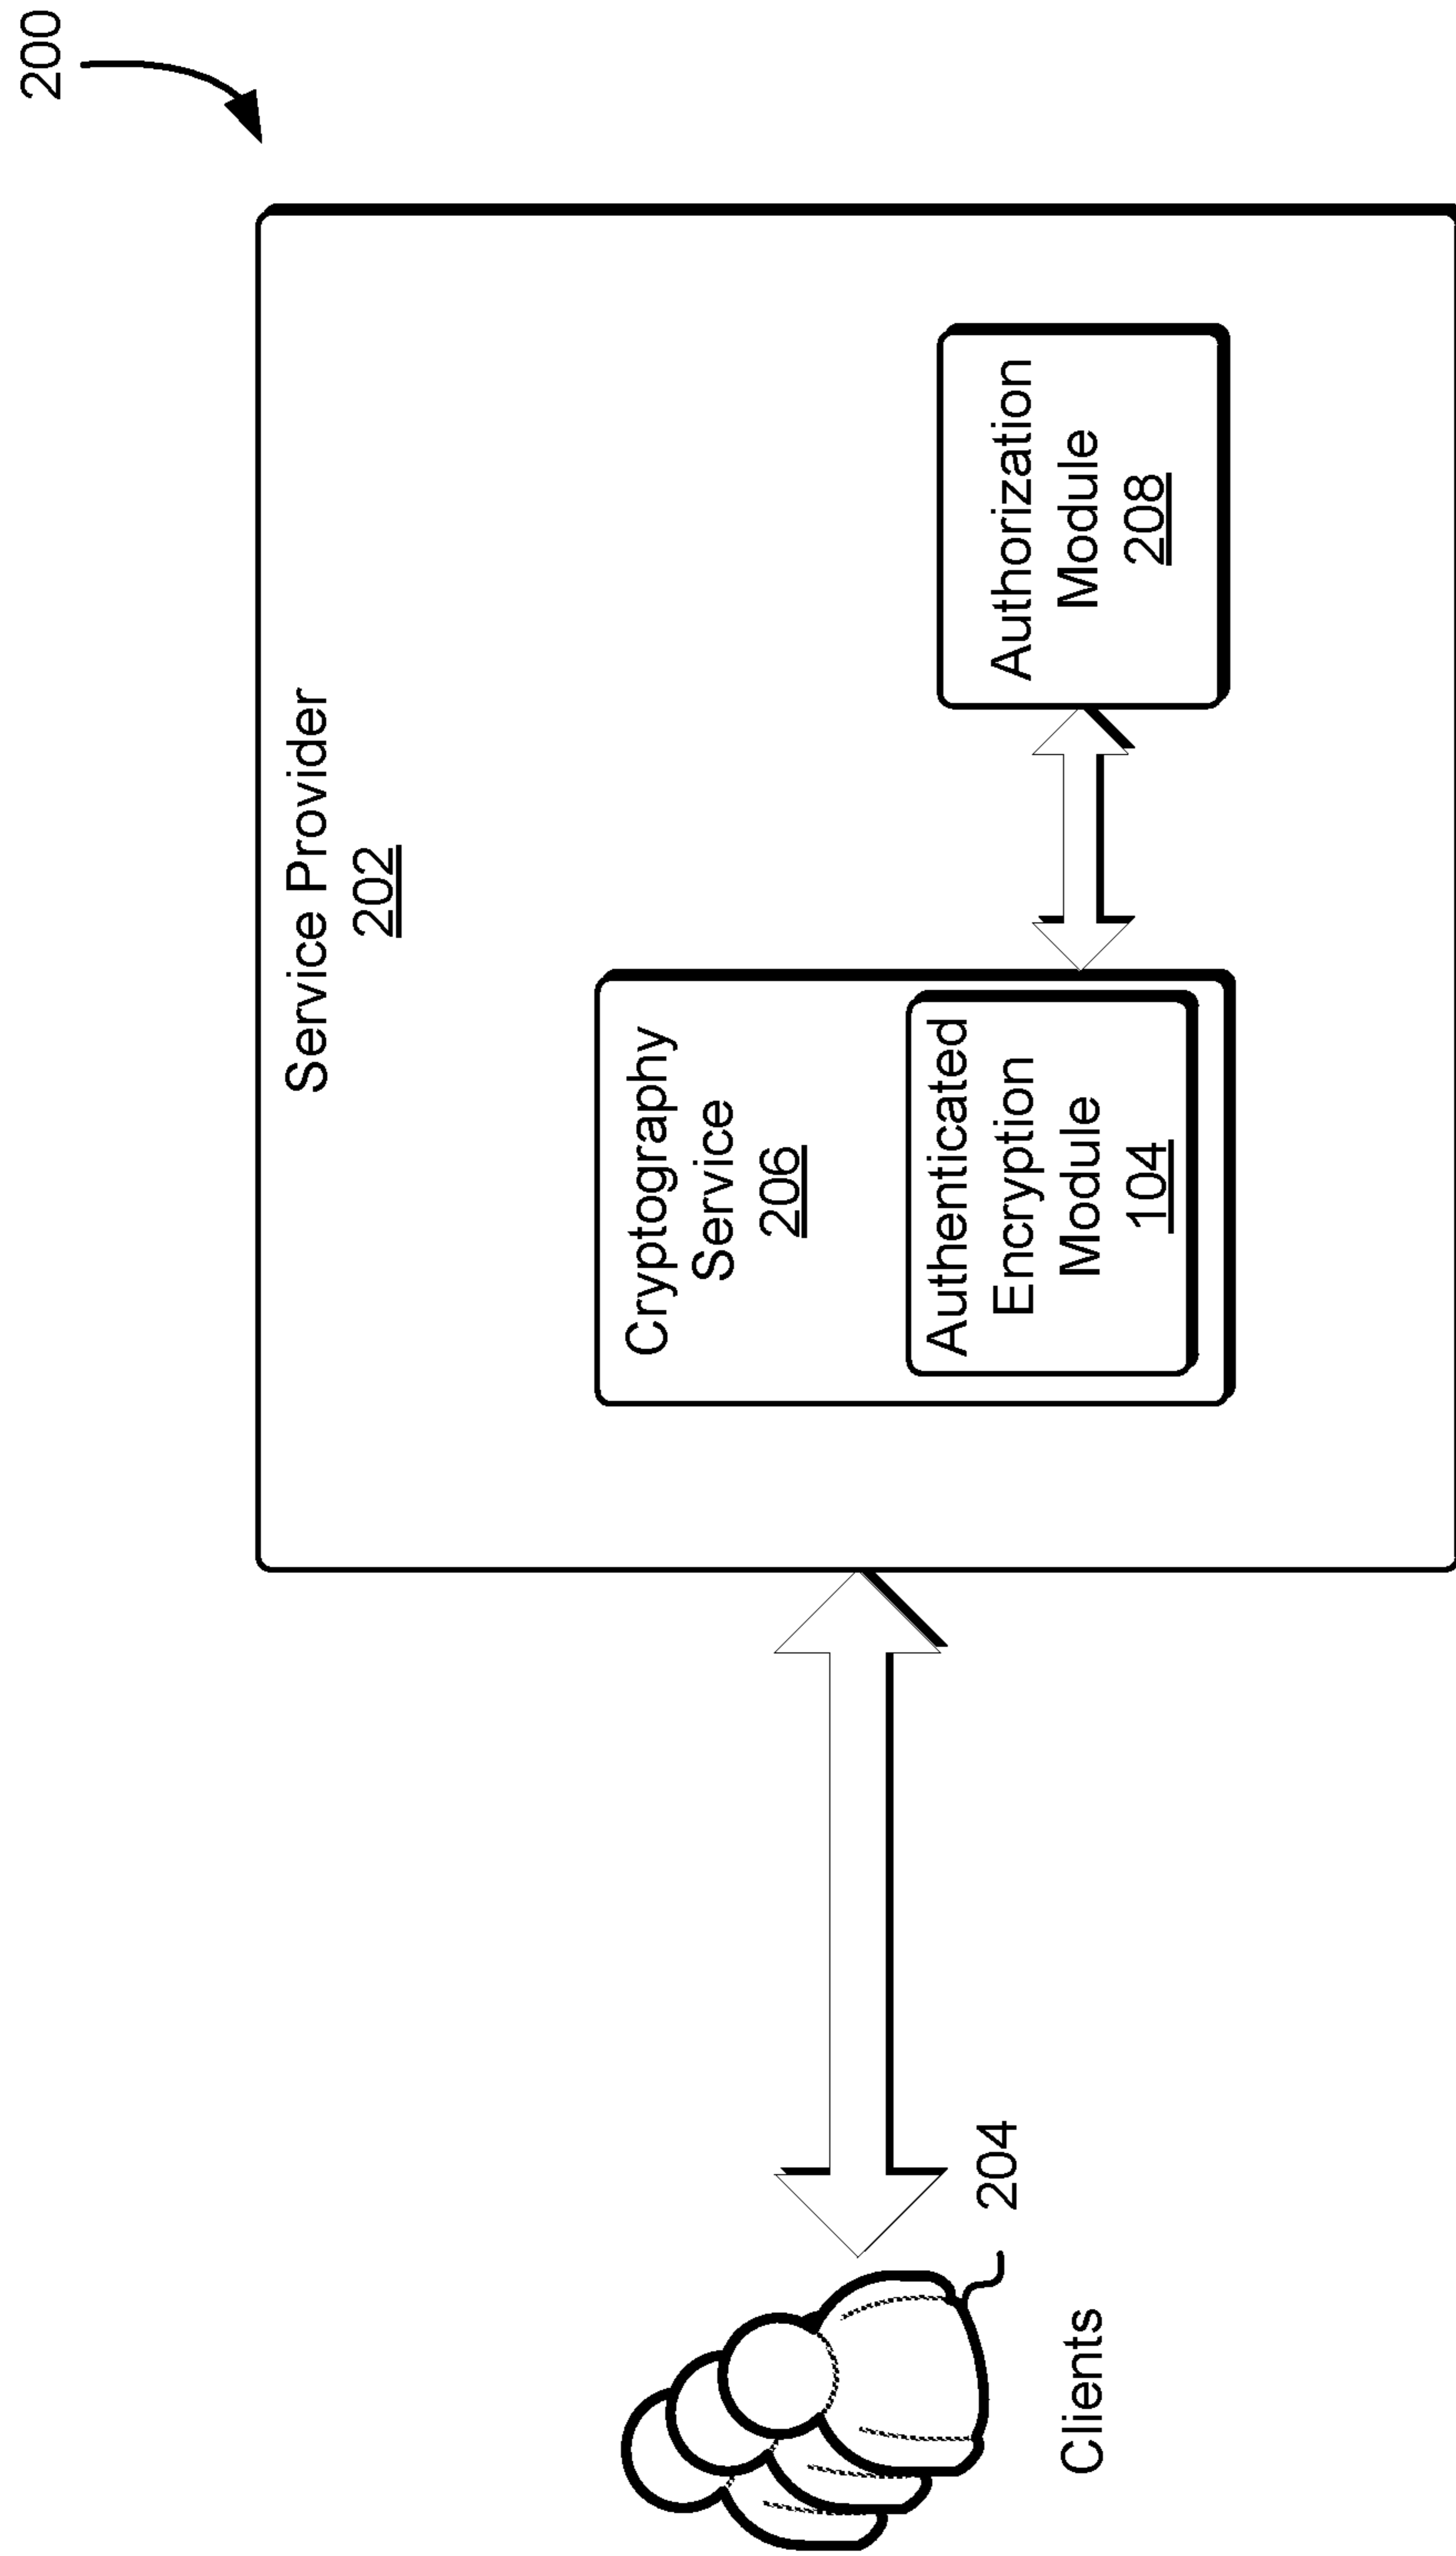 200
Service Provider
202
Cryptography
Service
206
Authenticated
Encryption
Module
104
Authorization
Module
208
204
Clients